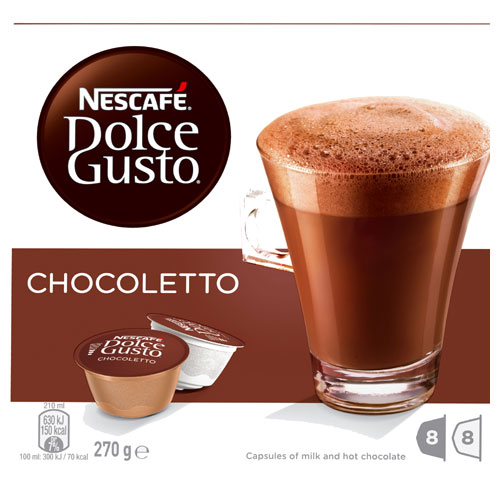 NESCAFÉ®
Dolce
Gusto®
CHOCOLETTO
NESCAFÉ
Dolce
Gusto
CHOCOLETTO
210 ml
630 kJ
150 kcal
100 ml: 300 kJ / 70 kcal
270 g e
Capsules of milk and hot chocolate
8 8